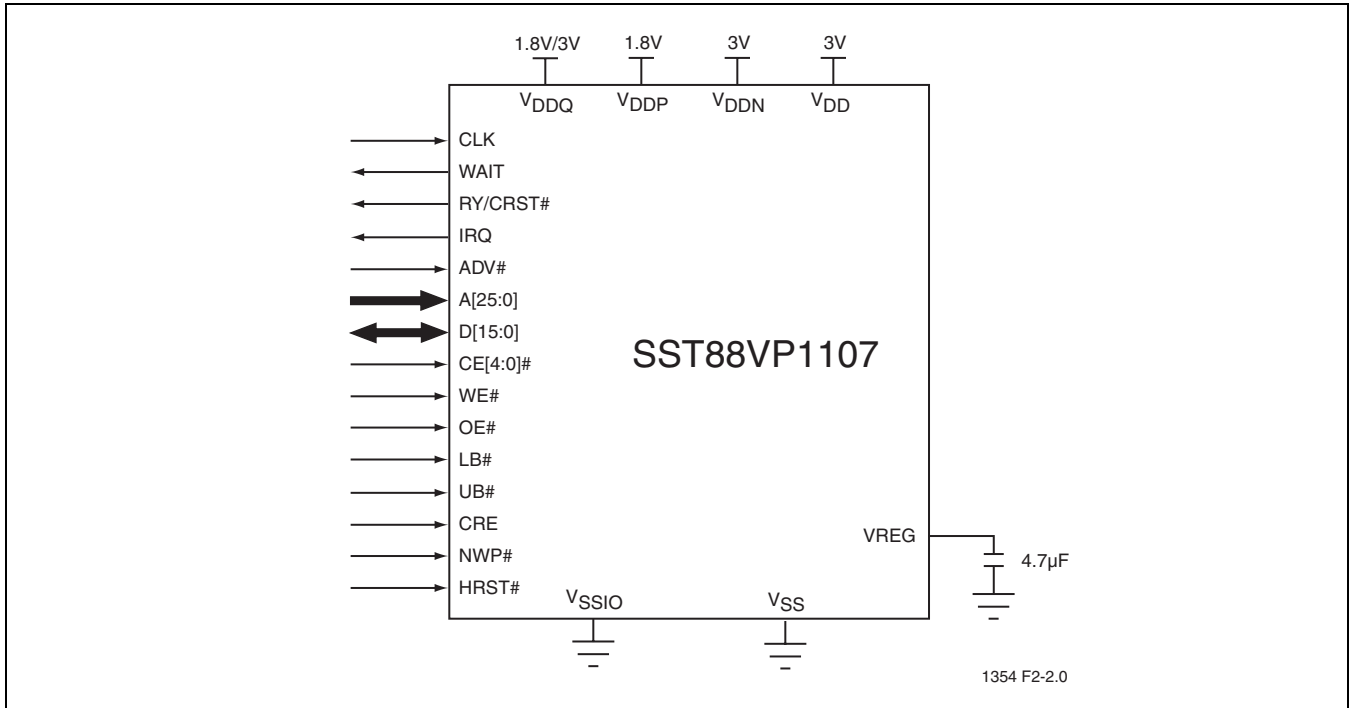 1.8V/3V 1.8V 3V 3V
VDDQ VDDP VDDN VDD
CLK
WAIT
RY/CRST#
IRQ
ADV#
A[25:0]
D[15:0]
SST88VP1107
CE[4:0]#
WE#
OE#
LB#
UB#
CRE
VREG
NWP#
4.7µF
HRST#
VSSIO VSS
1354 F2-2.0